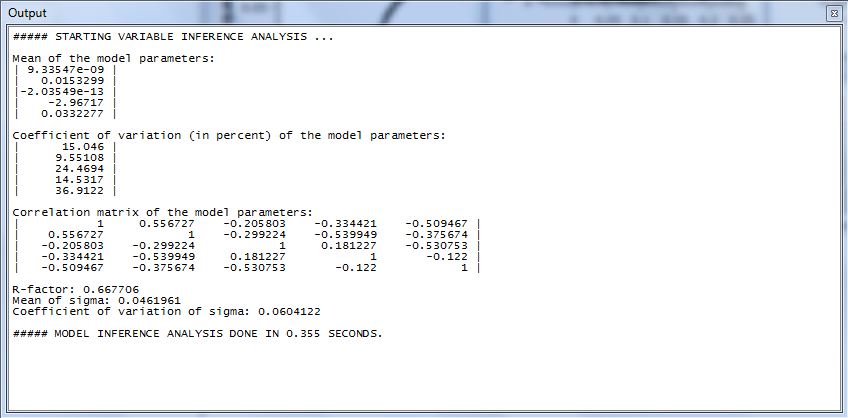 Output
##### STARTING VARIABLE INFERENCE ANALYSIS ...
Mean of the model parameters:
| 9.33547e-09 |
| 0.0153299 |
|-2.03549e-13 |
| -2.96717 |
| 0.0332277 |
Coefficient of variation (in percent) of the model parameters:
| 15.046 |
| 9.55108 |
| 24.4694 |
| 14.5317 |
| 36.9122 |
Correlation matrix of the model parameters:
| 1 0.556727 -0.205803 -0.334421 -0.509467 |
| 0.556727 1 -0.299224 -0.539949 -0.375674 |
| -0.205803 -0.299224 1 0.181227 -0.530753 |
| -0.334421 -0.539949 0.181227 1 -0.122 |
| -0.509467 -0.375674 -0.530753 -0.122 1 |
R-factor: 0.667706
Mean of sigma: 0.0461961
Coefficient of variation of sigma: 0.0604122
##### MODEL INFERENCE ANALYSIS DONE IN 0.355 SECONDS.